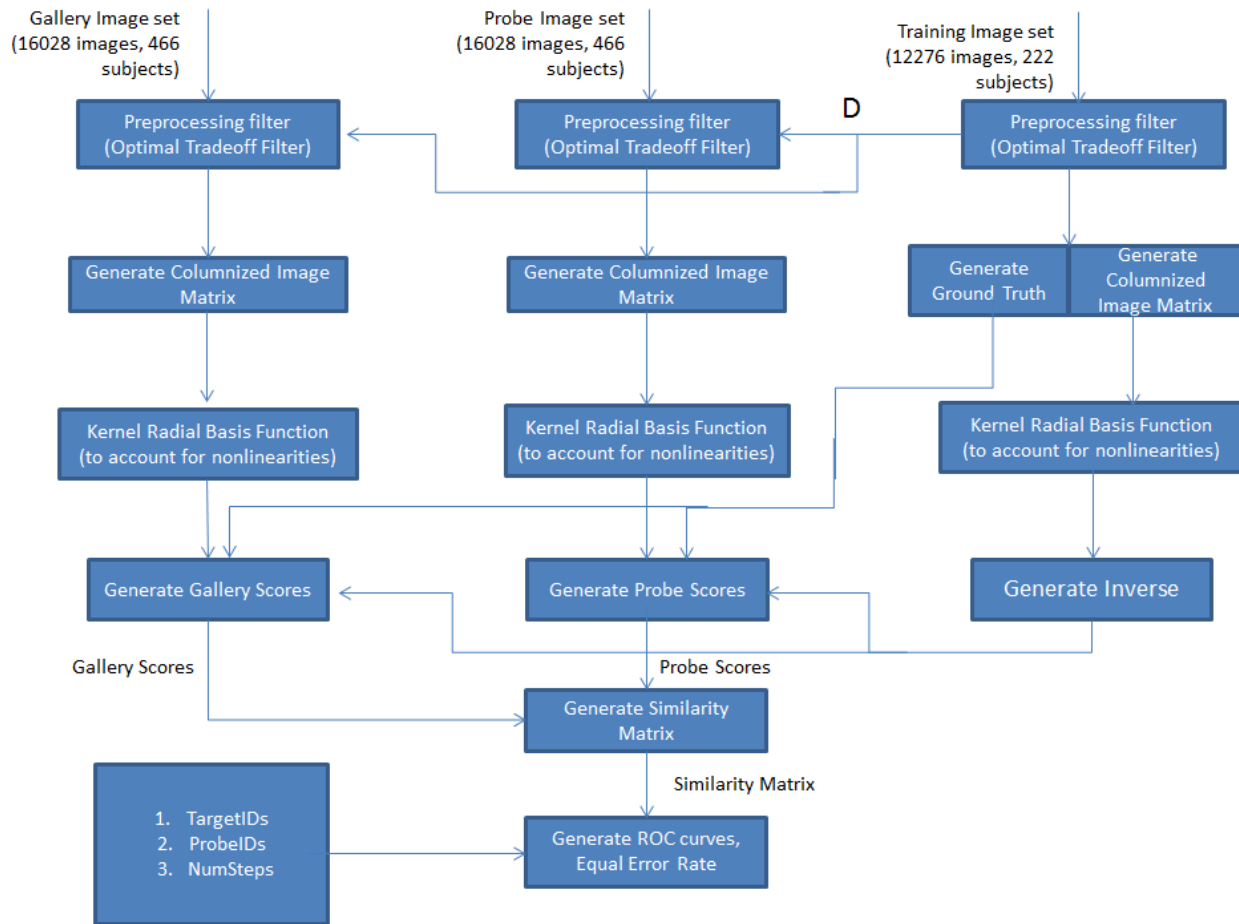 Gallery Image set
(16028 images, 466
subjects)
Probe Image set
(16028 images, 466
subjects)
Training Image set
(12276 images, 222
subjects)
Preprocessing filter
(Optimal Tradeoff Filter)
Preprocessing filter
(Optimal Tradeoff Filter)
D
Preprocessing filter
(Optimal Tradeoff Filter)
Generate Columnized Image
Matrix
Generate Columnized Image
Matrix
Generate
Ground Truth
Generate
Columnized
Image Matrix
Kernel Radial Basis Function
(to account for nonlinearities)
Kernel Radial Basis Function
(to account for nonlinearities)
Kernel Radial Basis Function
(to account for nonlinearities)
Generate Gallery Scores
Generate Probe Scores
Generate Inverse
Gallery Scores
Probe Scores
Generate Similarity
Matrix
Similarity Matrix
1. TargetIDs
2. ProbeIDs
3. NumSteps
Generate ROC curves,
Equal Error Rate